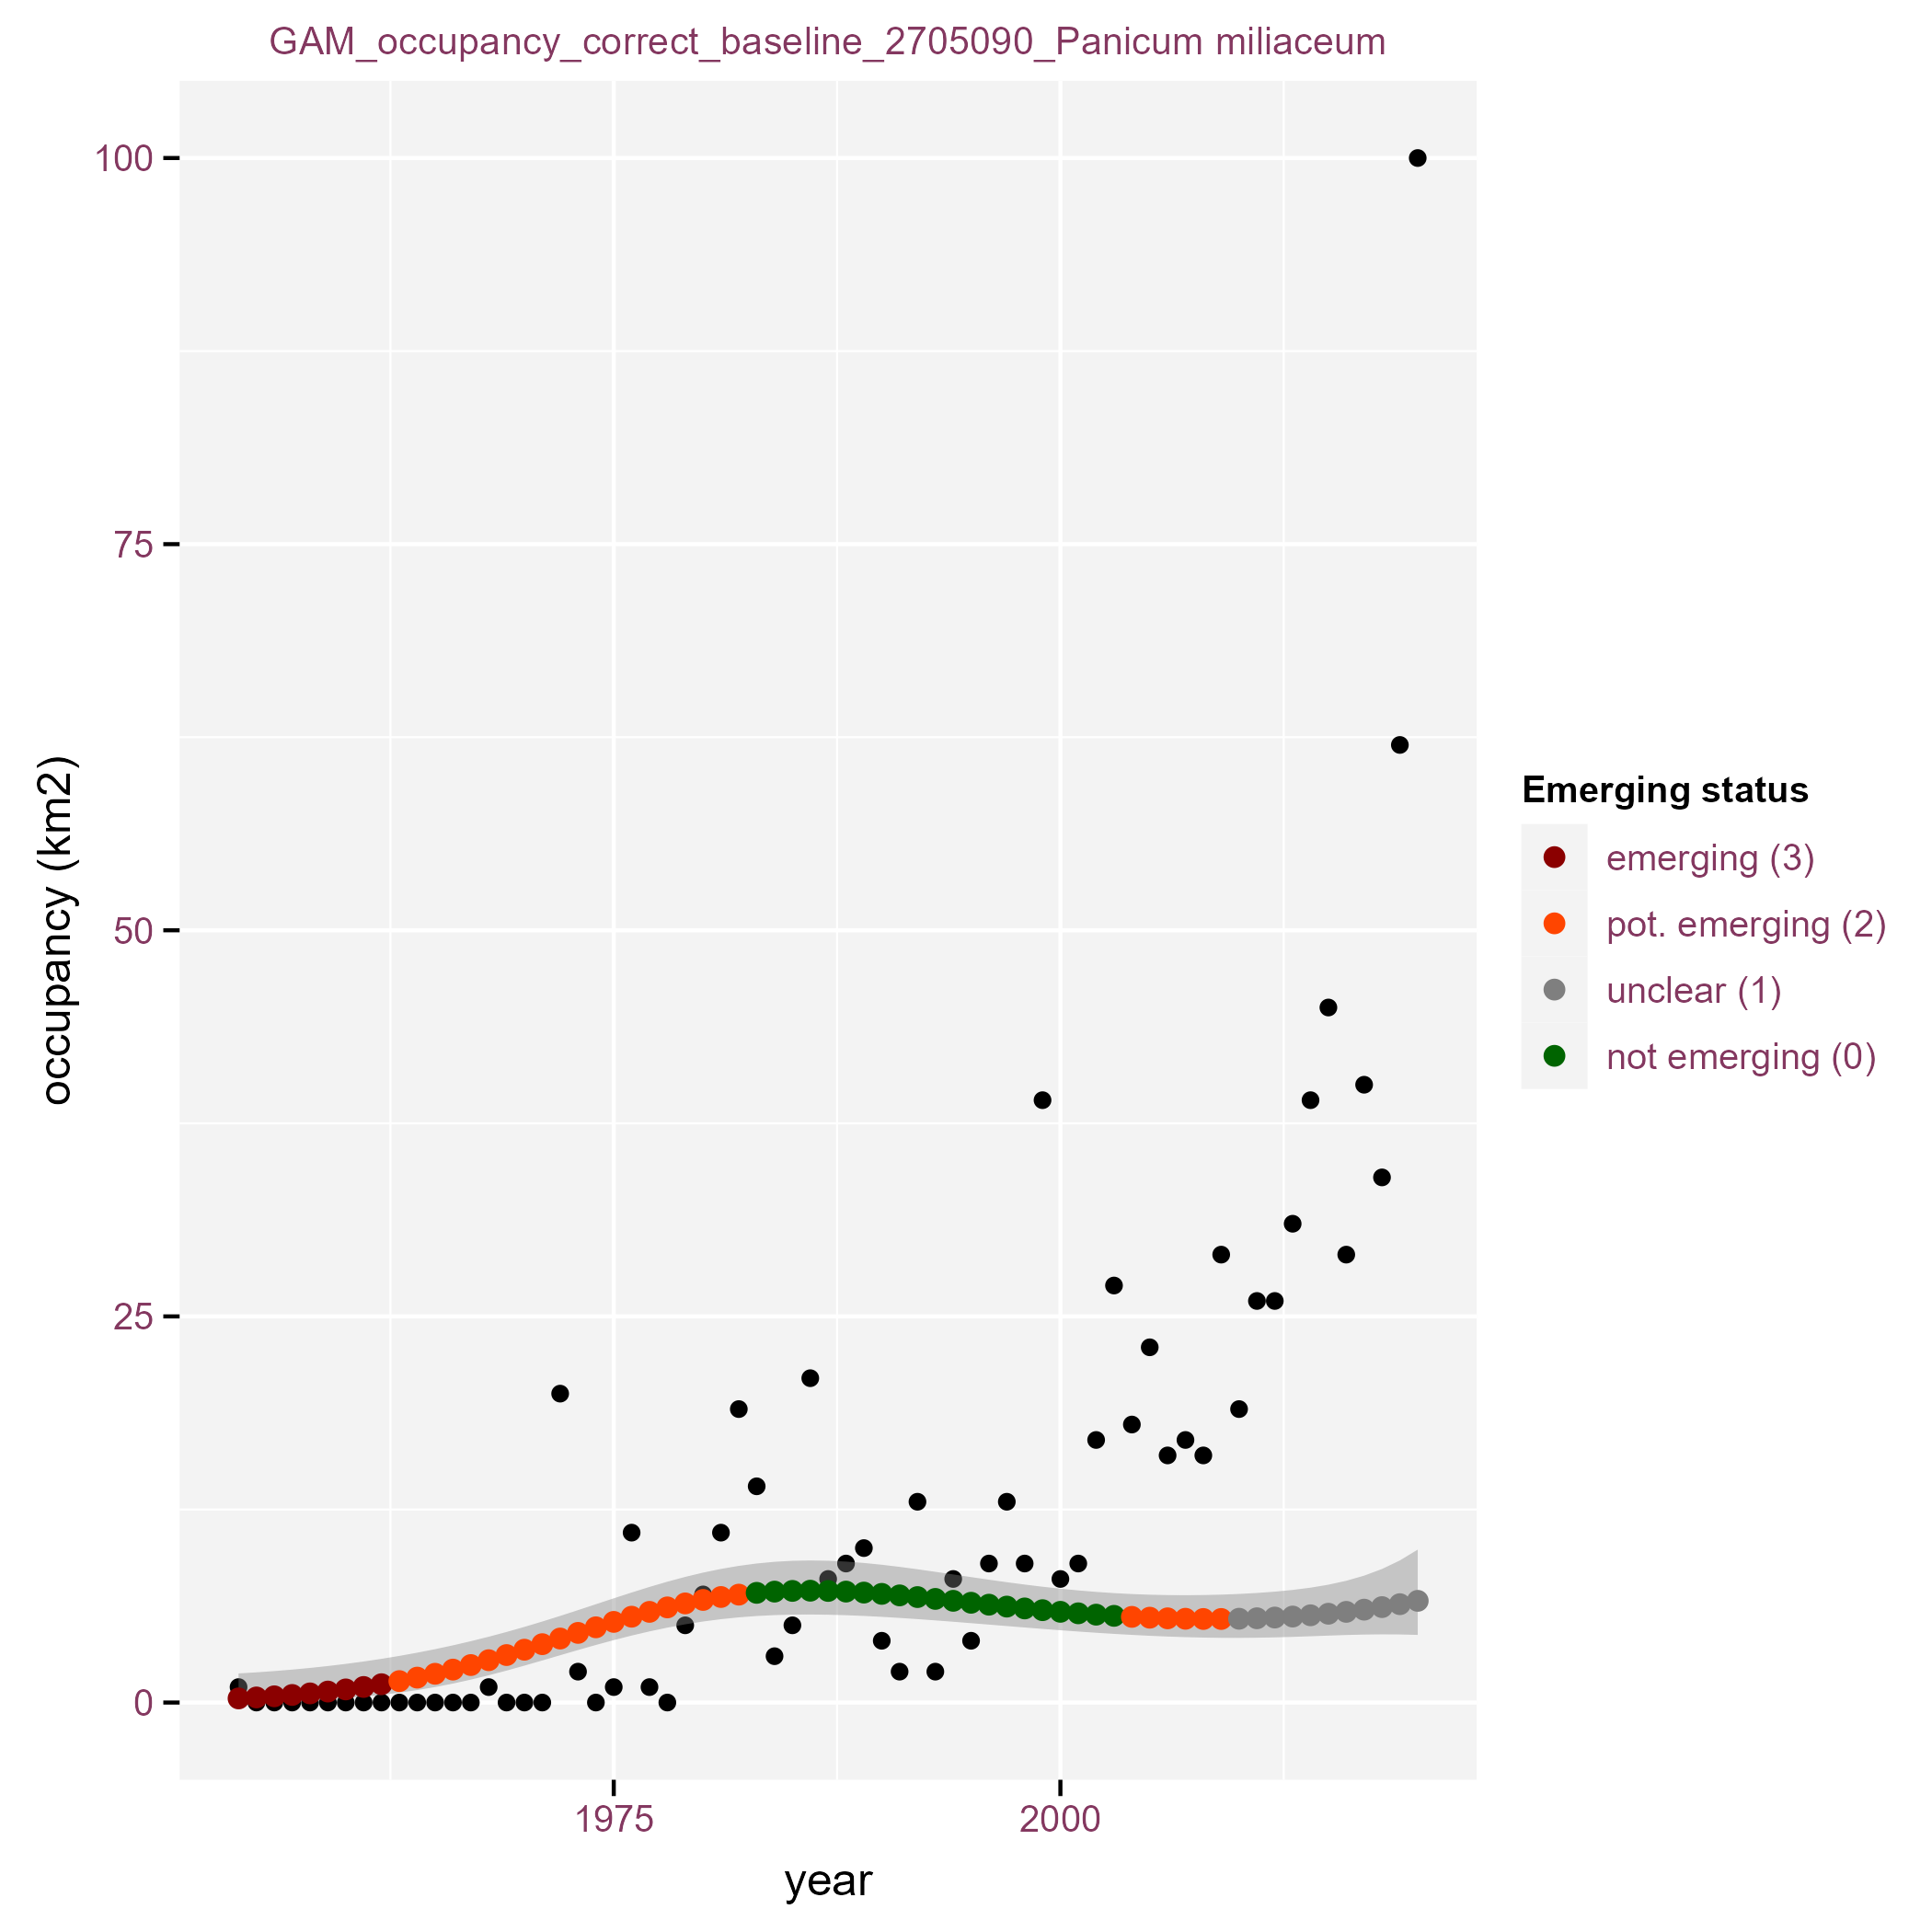 GAM_occupancy_correct_baseline_2705090_Panicum miliaceum
100
75
50
25
0
occupancy (km2)
1975
2000
year
Emerging status
emerging (3)
pot. emerging (2)
unclear (1)
not emerging (0)